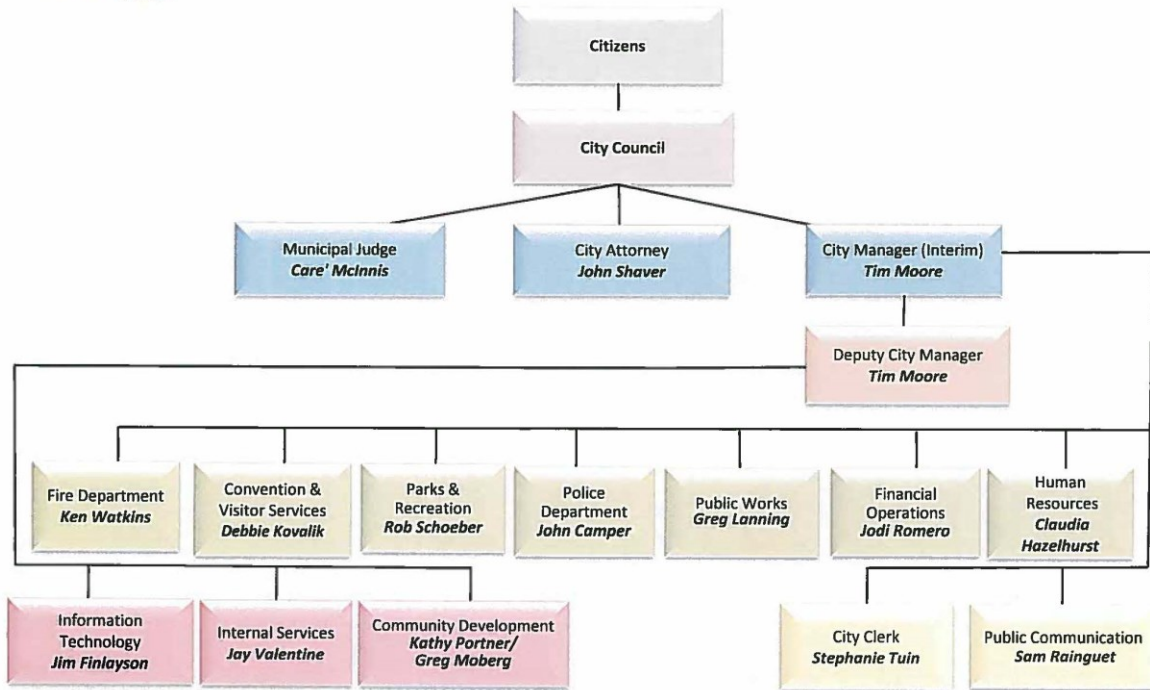 Citizens
City Council
Municipal Judge
Care' McInnis
City Attorney
John Shaver
City Manager (Interim)
Tim Moore
Deputy City Manager
Tim Moore
Fire Department
Ken Watkins
Convention &
Visitor Services
Debbie Kovalik
Parks &
Recreation
Rob Schoeber
Police
Department
John Camper
Public Works
Greg Lanning
Financial
Operations
Jodi Romero
Human
Resources
Claudia
Hazelhurst
Information
Technology
Jim Finlayson
Internal Services
Jay Valentine
Community Development
Kathy Portner/
Greg Moberg
City Clerk
Stephanie Tuin
Public Communication
Sam Rainguet